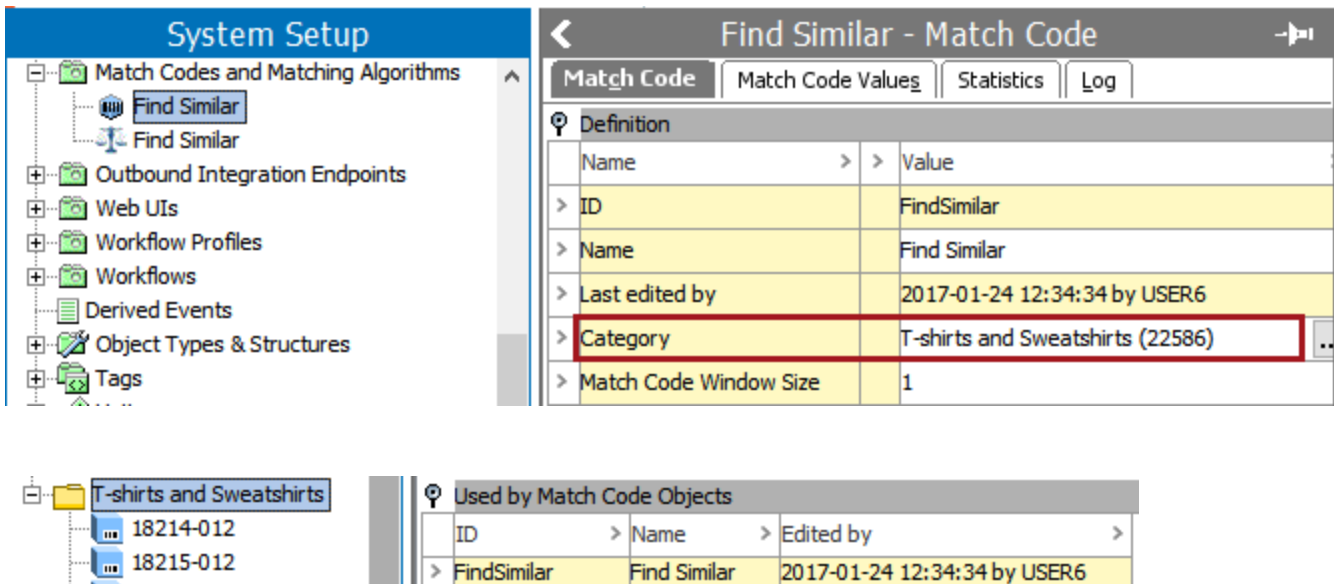 System Setup
Match Codes and Matching Algorithms
Find Similar
Find Similar
Outbound Integration Endpoints
Web UIs
Workflow Profiles
Workflows
Derived Events
Object Types & Structures
Tags
Find Similar - Match Code
Match Code Match Code Values Statistics Log
Definition
Name > > Value
> ID FindSimilar
> Name Find Similar
> Last edited by 2017-01-24 12:34:34 by USER6
> Category T-shirts and Sweatshirts (22586)
> Match Code Window Size 1
T-shirts and Sweatshirts
18214-012
18215-012
Used by Match Code Objects
ID > Name > Edited by >
> FindSimilar Find Similar 2017-01-24 12:34:34 by USER6